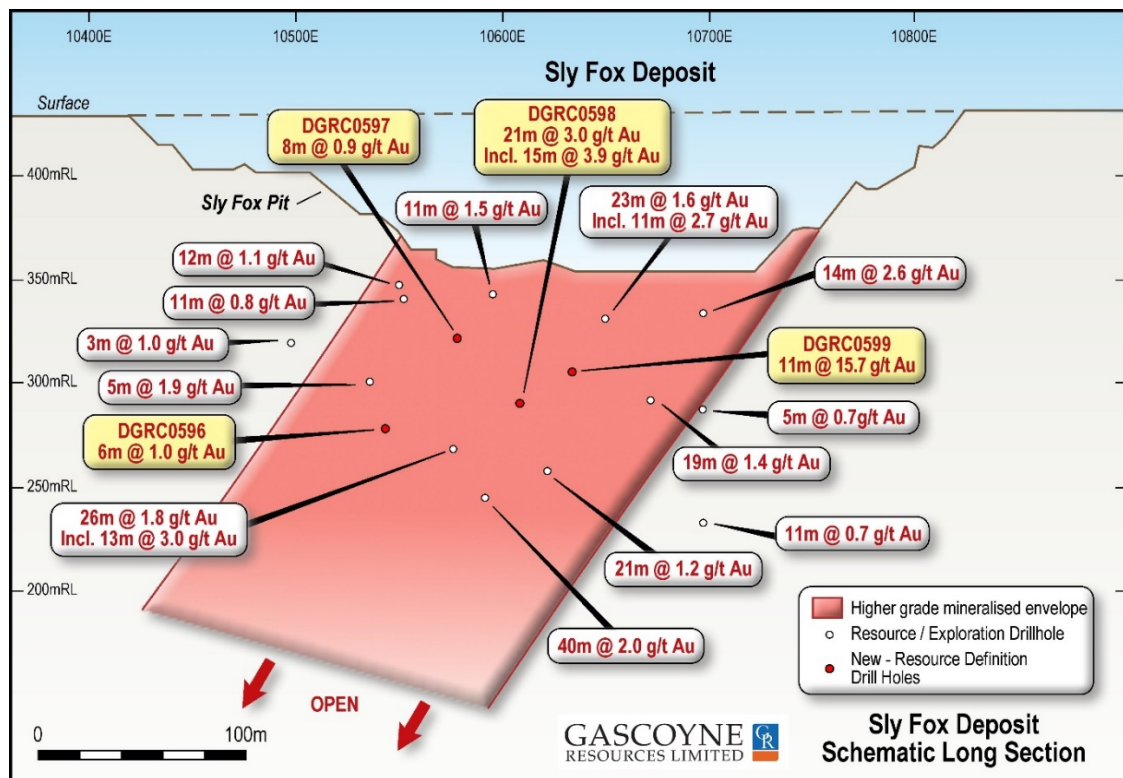 10400E
10500E
10600E
10700E
10800E
Sly Fox Deposit
Surface
DGRC0597
8m @ 0.9 g/t Au
DGRC0598
21m @ 3.0 g/t Au
Incl. 15m @ 3.9 g/t Au
400mRL
Sly Fox Pit
11m @ 1.5 g/t Au
23m @ 1.6 g/t Au
Incl. 11m @ 2.7 g/t Au
12m @ 1.1 g/t Au
14m @ 2.6 g/t Au
350mRL
11m @ 0.8 g/t Au
3m @ 1.0 g/t Au
DGRC0599
11m @ 15.7 g/t Au
300mRL
5m @ 1.9 g/t Au
5m @ 0.7g/t Au
DGRC0596
6m @ 1.0 g/t Au
19m @ 1.4 g/t Au
250mRL
26m @ 1.8 g/t Au
Incl. 13m @ 3.0 g/t Au
11m @ 0.7 g/t Au
21m @ 1.2 g/t Au
200mRL
40m @ 2.0 g/t Au
Higher grade mineralised envelope
Resource / Exploration Drillhole
New - Resource Definition
Drill Holes
OPEN
0
100m
GASCOYNE
RESOURCES LIMITED
GR
Sly Fox Deposit
Schematic Long Section